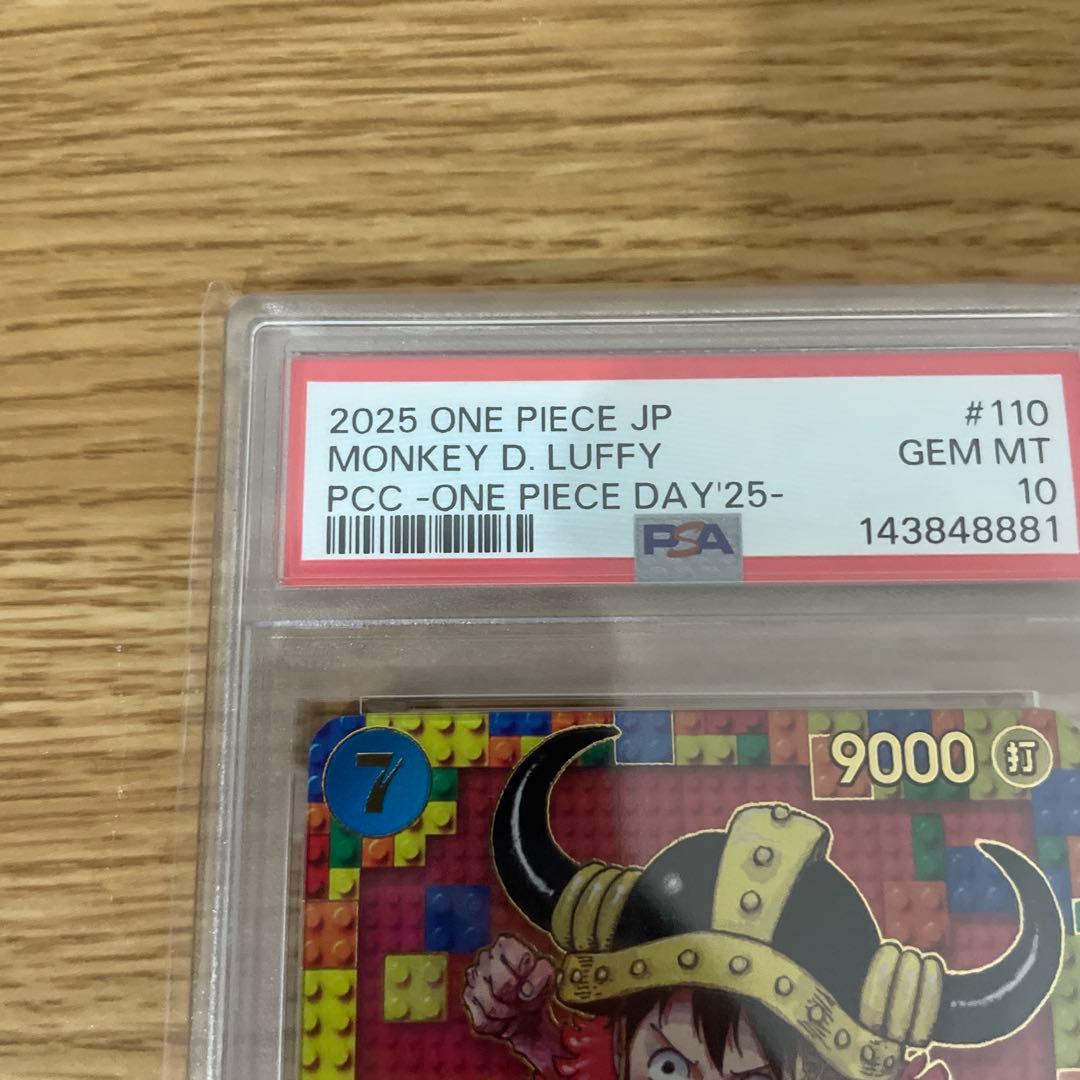 2025 ONE PIECE JP #110
MONKEY D. LUFFY GEM MT
PCC -ONE PIECE DAY'25- 10
PSA 143848881
7 9000 打